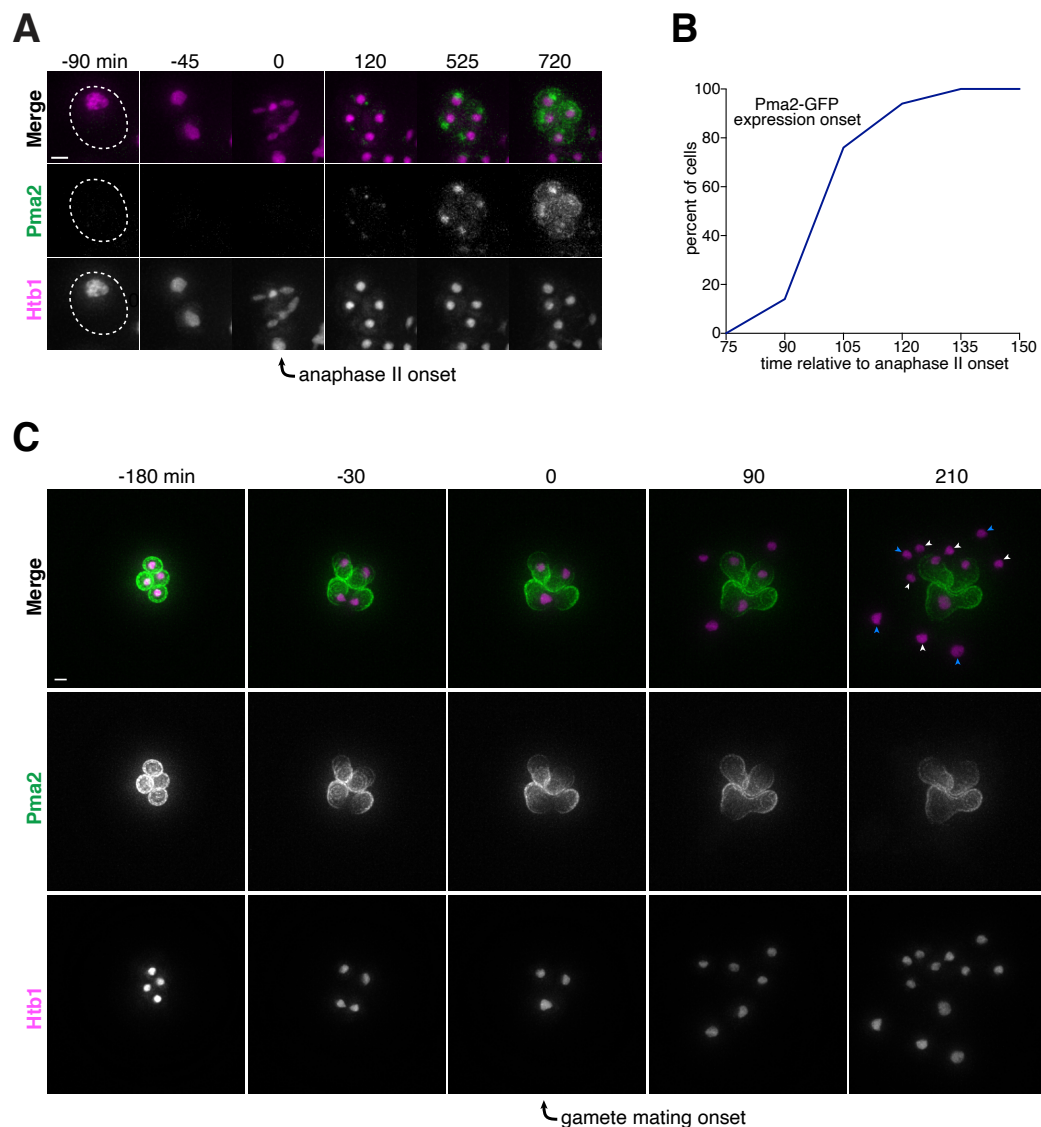 A
-90 min -45 0 120 525 720
Merge
Pma2
Htb1
anaphase II onset
B
Pma2-GFP
expression onset
percent of cells
100
80
60
40
20
0
75 90 105 120 135 150
time relative to anaphase II onset
C
-180 min -30 0 90 210
Merge
Pma2
Htb1
gamete mating onset